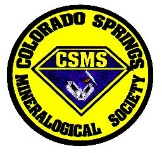 COLORADO SPRINGS
CSMS
MINERALOGICAL SOCIETY